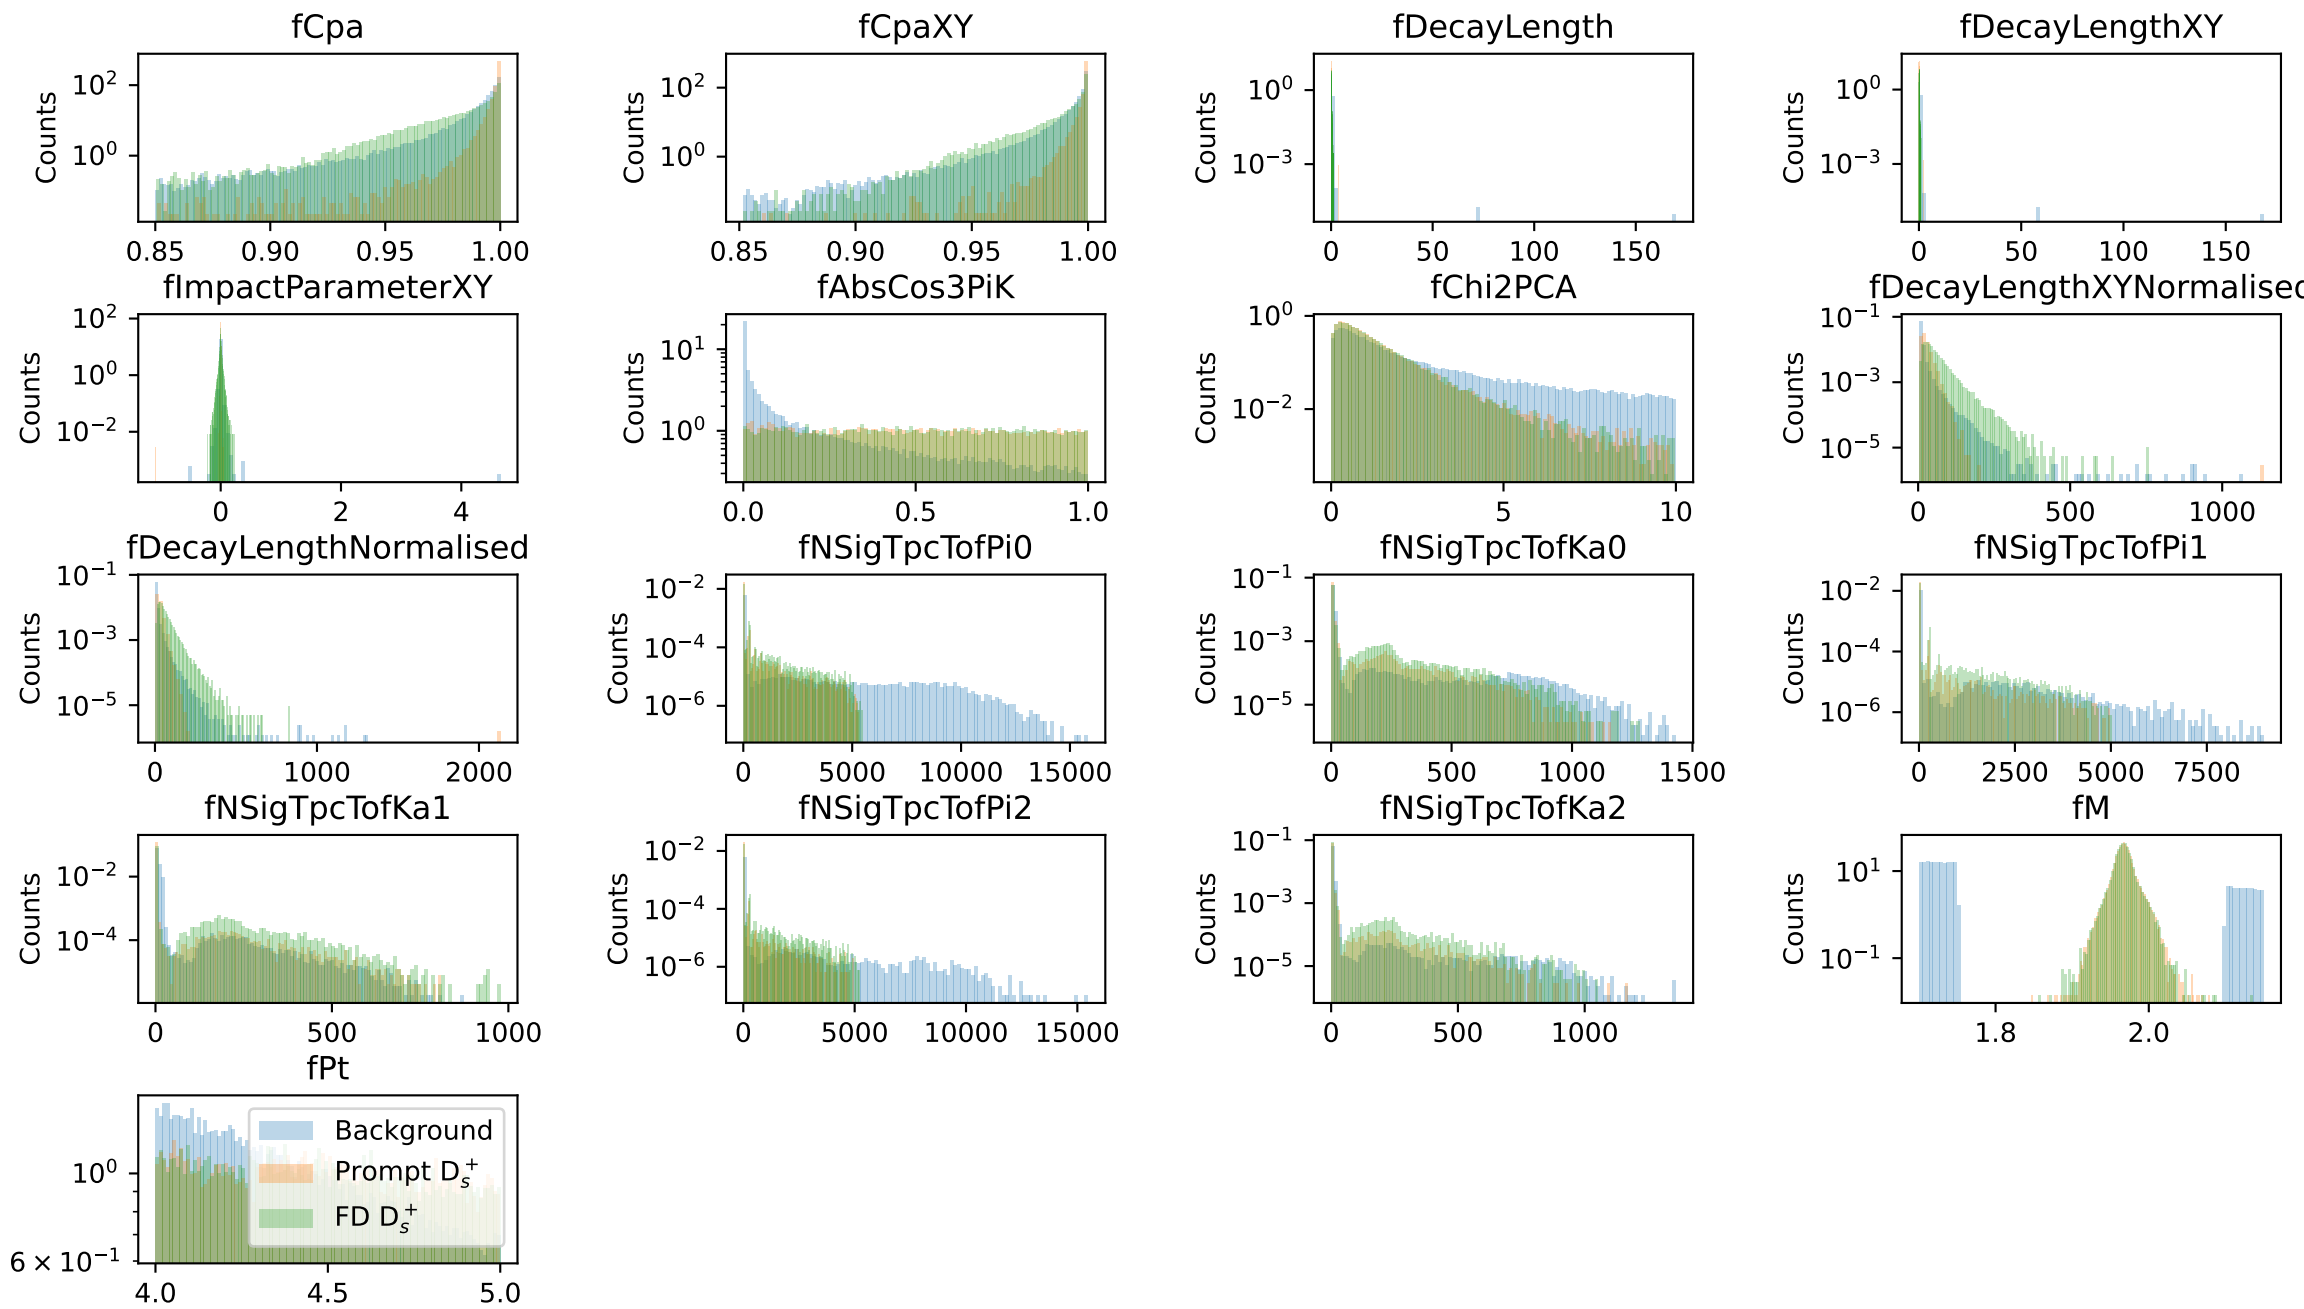 fCpa fCpaXY fDecayLength fDecayLengthXY
Counts 10^2 10^0 Counts 10^2 10^0 Counts 10^0 10^-3 Counts 10^0 10^-3
0.85 0.90 0.95 1.00 0.85 0.90 0.95 1.00 0 50 100 150 0 50 100 150
fImpactParameterXY fAbsCos3PiK fChi2PCA fDecayLengthXYNormalised
Counts 10^2 10^0 10^-2 Counts 10^1 10^0 Counts 10^0 10^-2 Counts 10^-1 10^-3 10^-5
0 2 4 0.0 0.5 1.0 0 5 10 0 500 1000
fDecayLengthNormalised fNSigTpcTofPi0 fNSigTpcTofKa0 fNSigTpcTofPi1
Counts 10^-1 10^-3 10^-5 Counts 10^-2 10^-4 10^-6 Counts 10^-1 10^-3 10^-5 Counts 10^-2 10^-4 10^-6
0 1000 2000 0 5000 10000 15000 0 500 1000 1500 0 2500 5000 7500
fNSigTpcTofKa1 fNSigTpcTofPi2 fNSigTpcTofKa2 fM
Counts 10^-2 10^-4 Counts 10^-2 10^-4 10^-6 Counts 10^-1 10^-3 10^-5 Counts 10^1 10^-1
0 500 1000 0 5000 10000 15000 0 500 1000 1.8 2.0
fPt
Counts 10^0 6 × 10^-1
Background
Prompt D_s^+
FD D_s^+
4.0 4.5 5.0